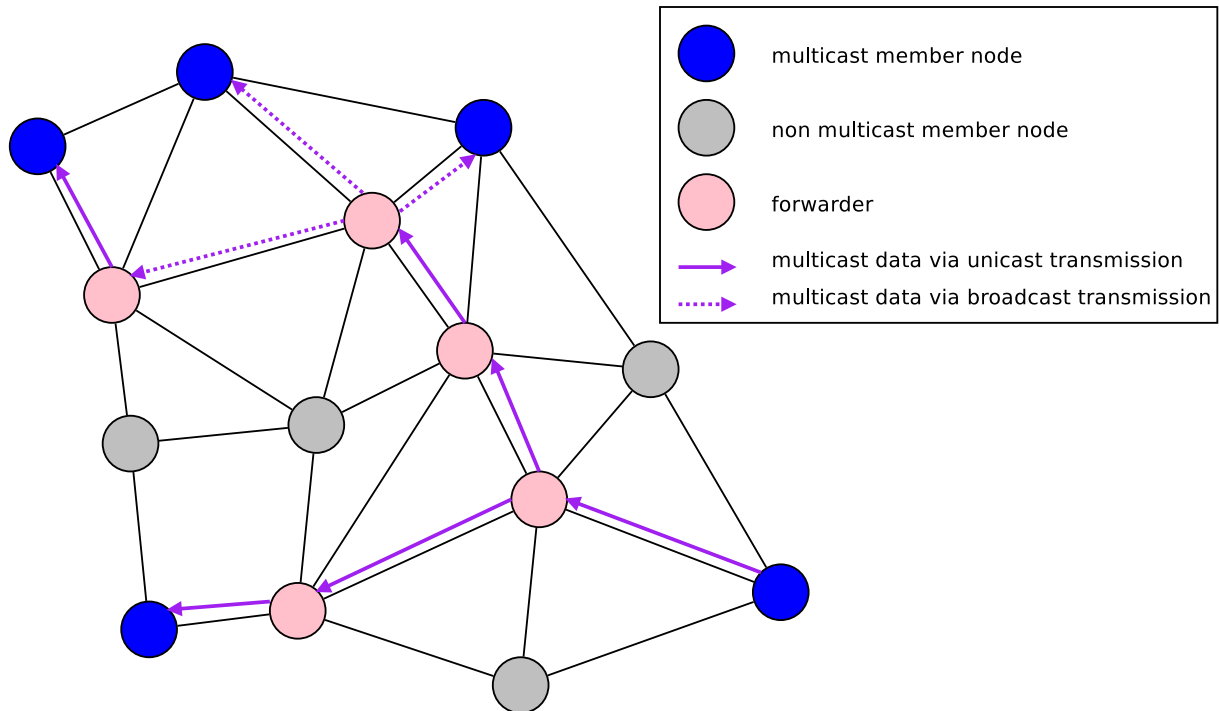 multicast member node
non multicast member node
forwarder
multicast data via unicast transmission
multicast data via broadcast transmission